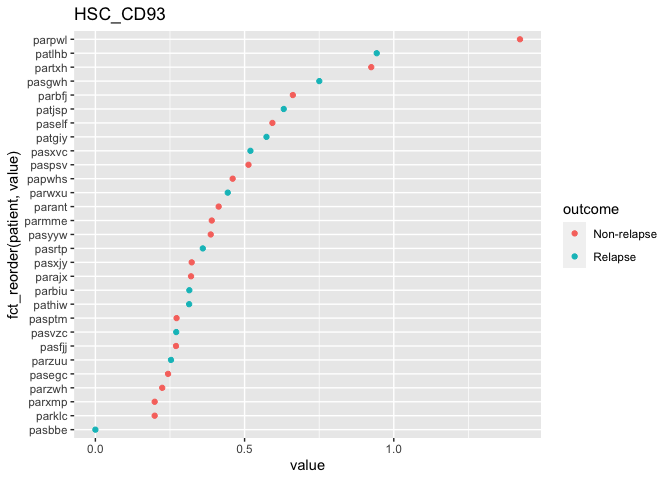 HSC_CD93
fct_reorder(patient, value)
parpwl
patlhb
partxh
pasgwh
parbfj
patjsp
paself
patgiy
pasxvc
paspsv
papwhs
parwxu
parant
parmme
pasyyw
pasrtp
pasxjy
parajx
parbiu
pathiw
pasptm
pasvzc
pasfjj
parzuu
pasegc
parzwh
parxmp
parklc
pasbbe
0.0 0.5 1.0
value
outcome
Non-relapse
Relapse